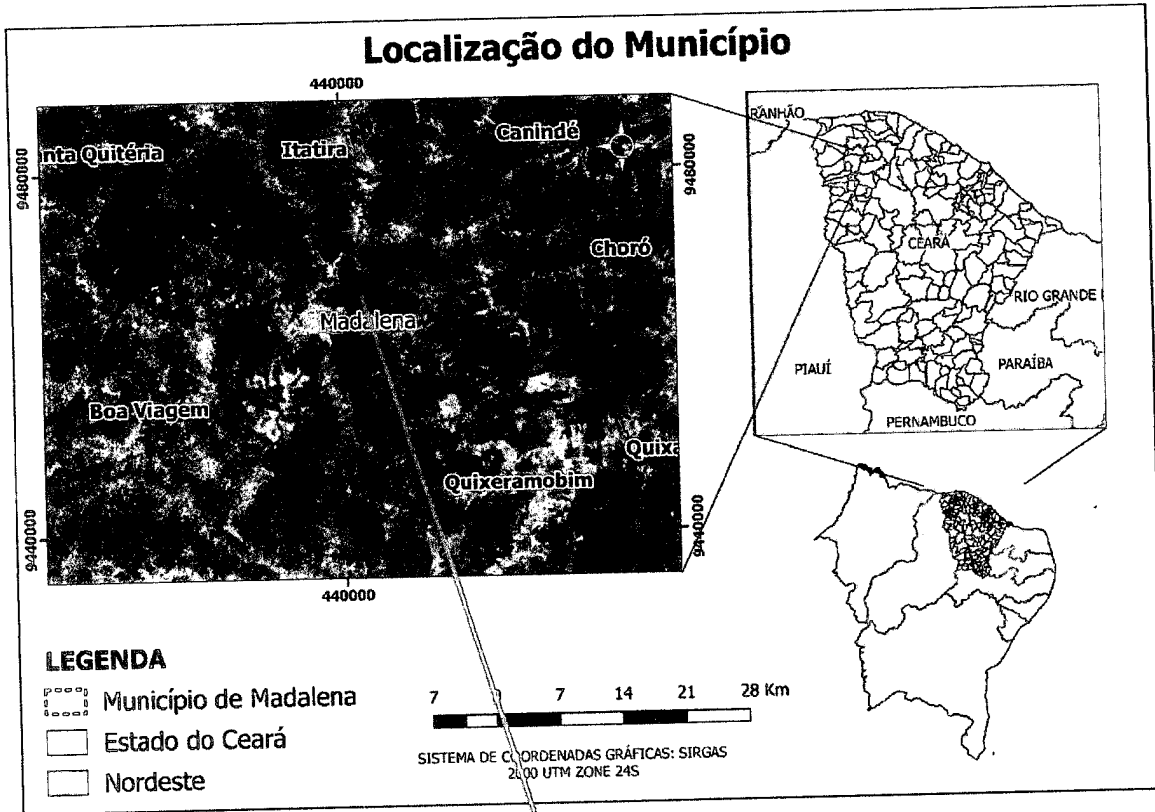 Localização do Município
440000
nta Quitéria
Itatira
Canindé
9480000
9480000
Choró
Madalena
Boa Viagem
Quixa
Quixeramobim
9440000
9440000
440000
RANHÃO
CEARÁ
RIO GRANDE
PIAUÍ
PARAÍBA
PERNAMBUCO
LEGENDA
Município de Madalena
Estado do Ceará
Nordeste
7 0 7 14 21 28 Km
SISTEMA DE COORDENADAS GRÁFICAS: SIRGAS
2000 UTM ZONE 24S